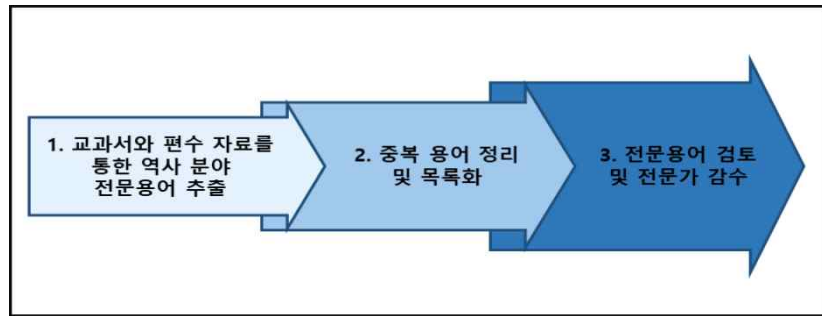 1. 교과서와 편수 자료를
통한 역사 분야
전문용어 추출
2. 중복 용어 정리
및 목록화
3. 전문용어 검토
및 전문가 감수